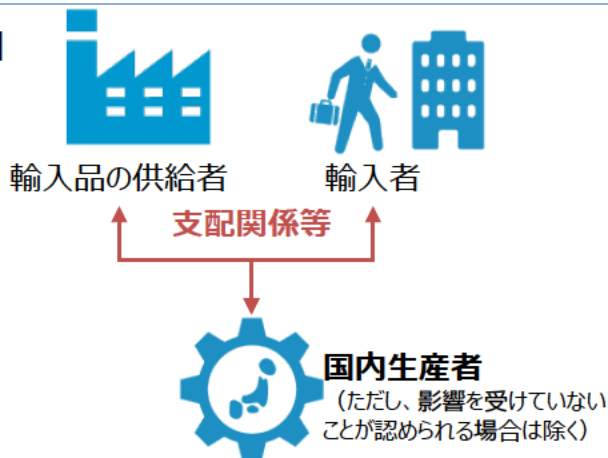 輸入品の供給者
輸入者
支配関係等
国内生産者
（ただし、影響を受けていない
ことが認められる場合は除く）